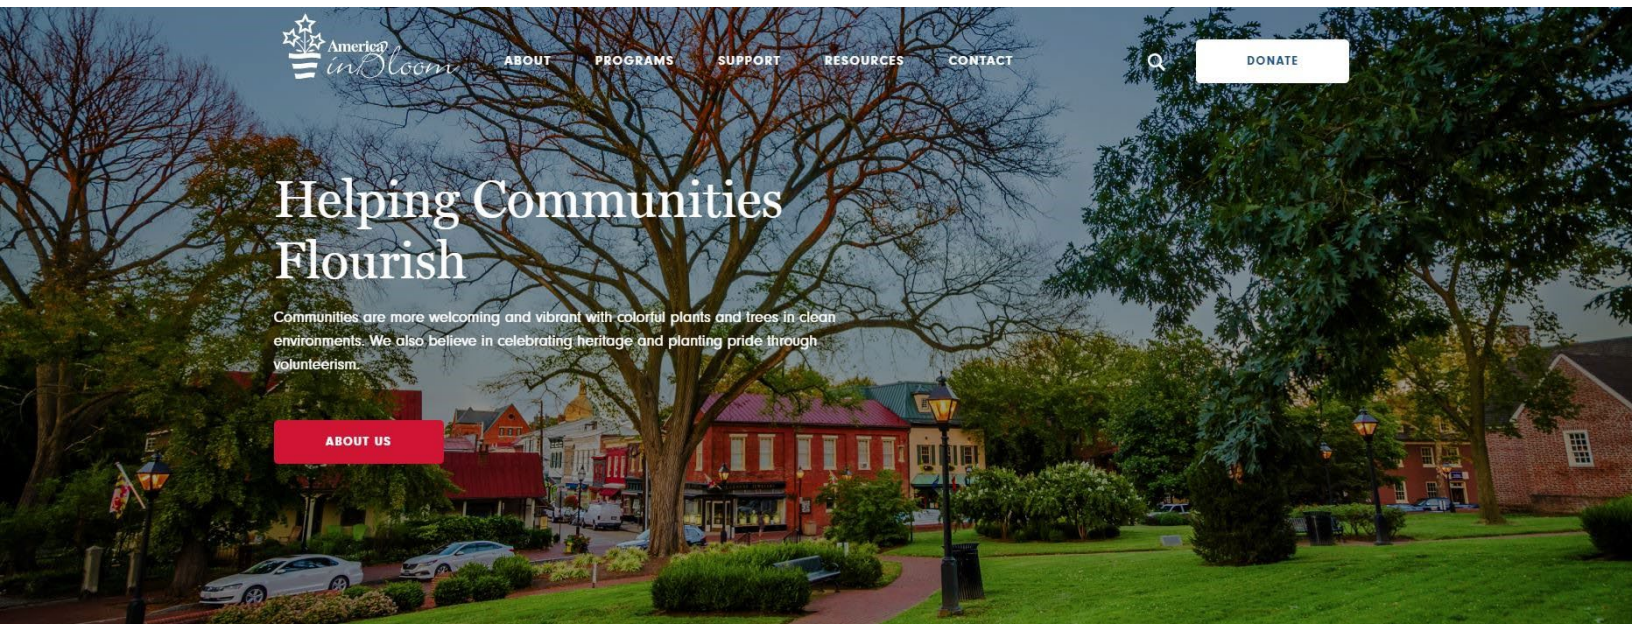 America
in Bloom
ABOUT
PROGRAMS
SUPPORT
RESOURCES
CONTACT
DONATE
Helping Communities
Flourish
Communities are more welcoming and vibrant with colorful plants and trees in clean
environments. We also believe in celebrating heritage and planting pride through
volunteerism.
ABOUT US